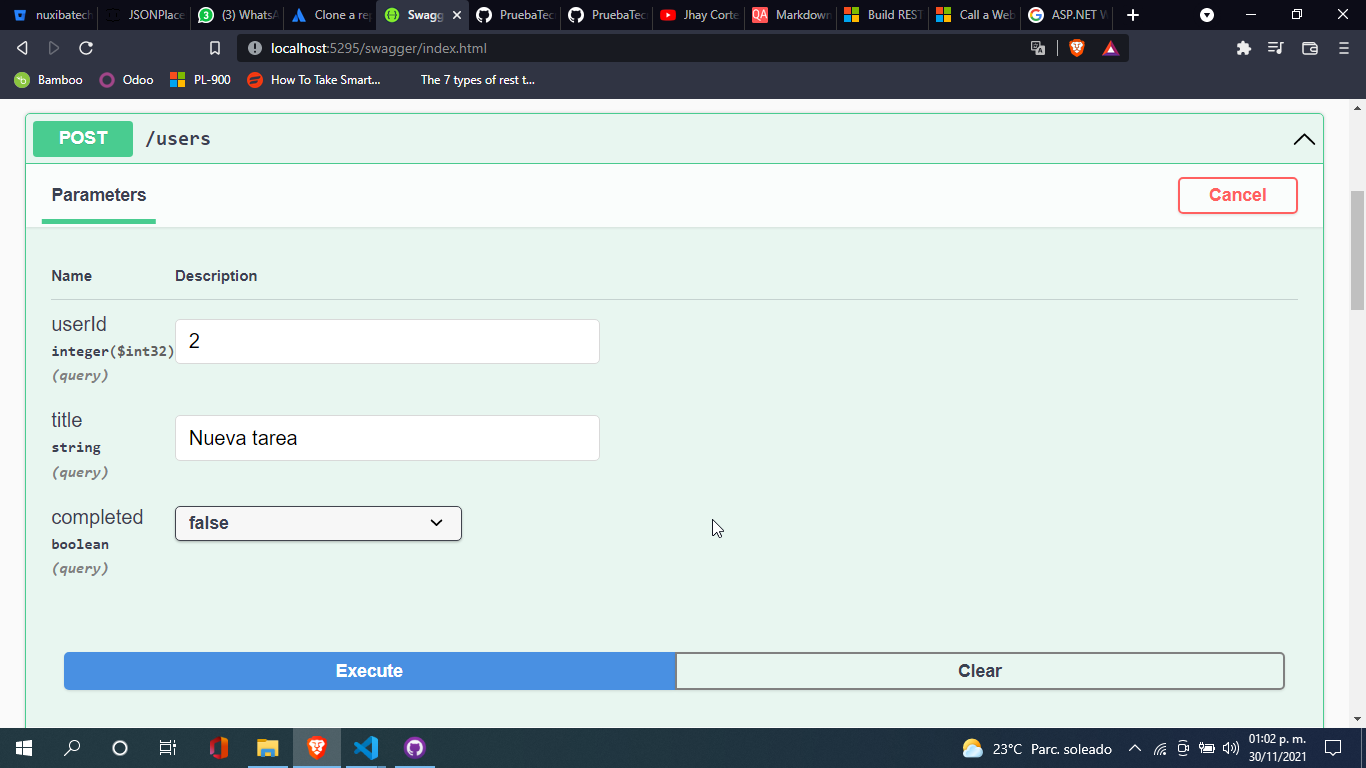 nuxibatech
JSONPlace
(3) WhatsA
Clone a re
Swagg
PruebaTec
PruebaTec
Jhay Corte
QA Markdown
Build REST
Call a Web
ASP.NET W
localhost:5295/swagger/index.html
Bamboo
Odoo
PL-900
How To Take Smart...
The 7 types of rest t...
POST /users
Parameters
Cancel
Name Description
userId
integer($int32)
(query)
2
title
string
(query)
Nueva tarea
completed
boolean
(query)
false
Execute
Clear
23°C Parc. soleado
01:02 p. m.
30/11/2021